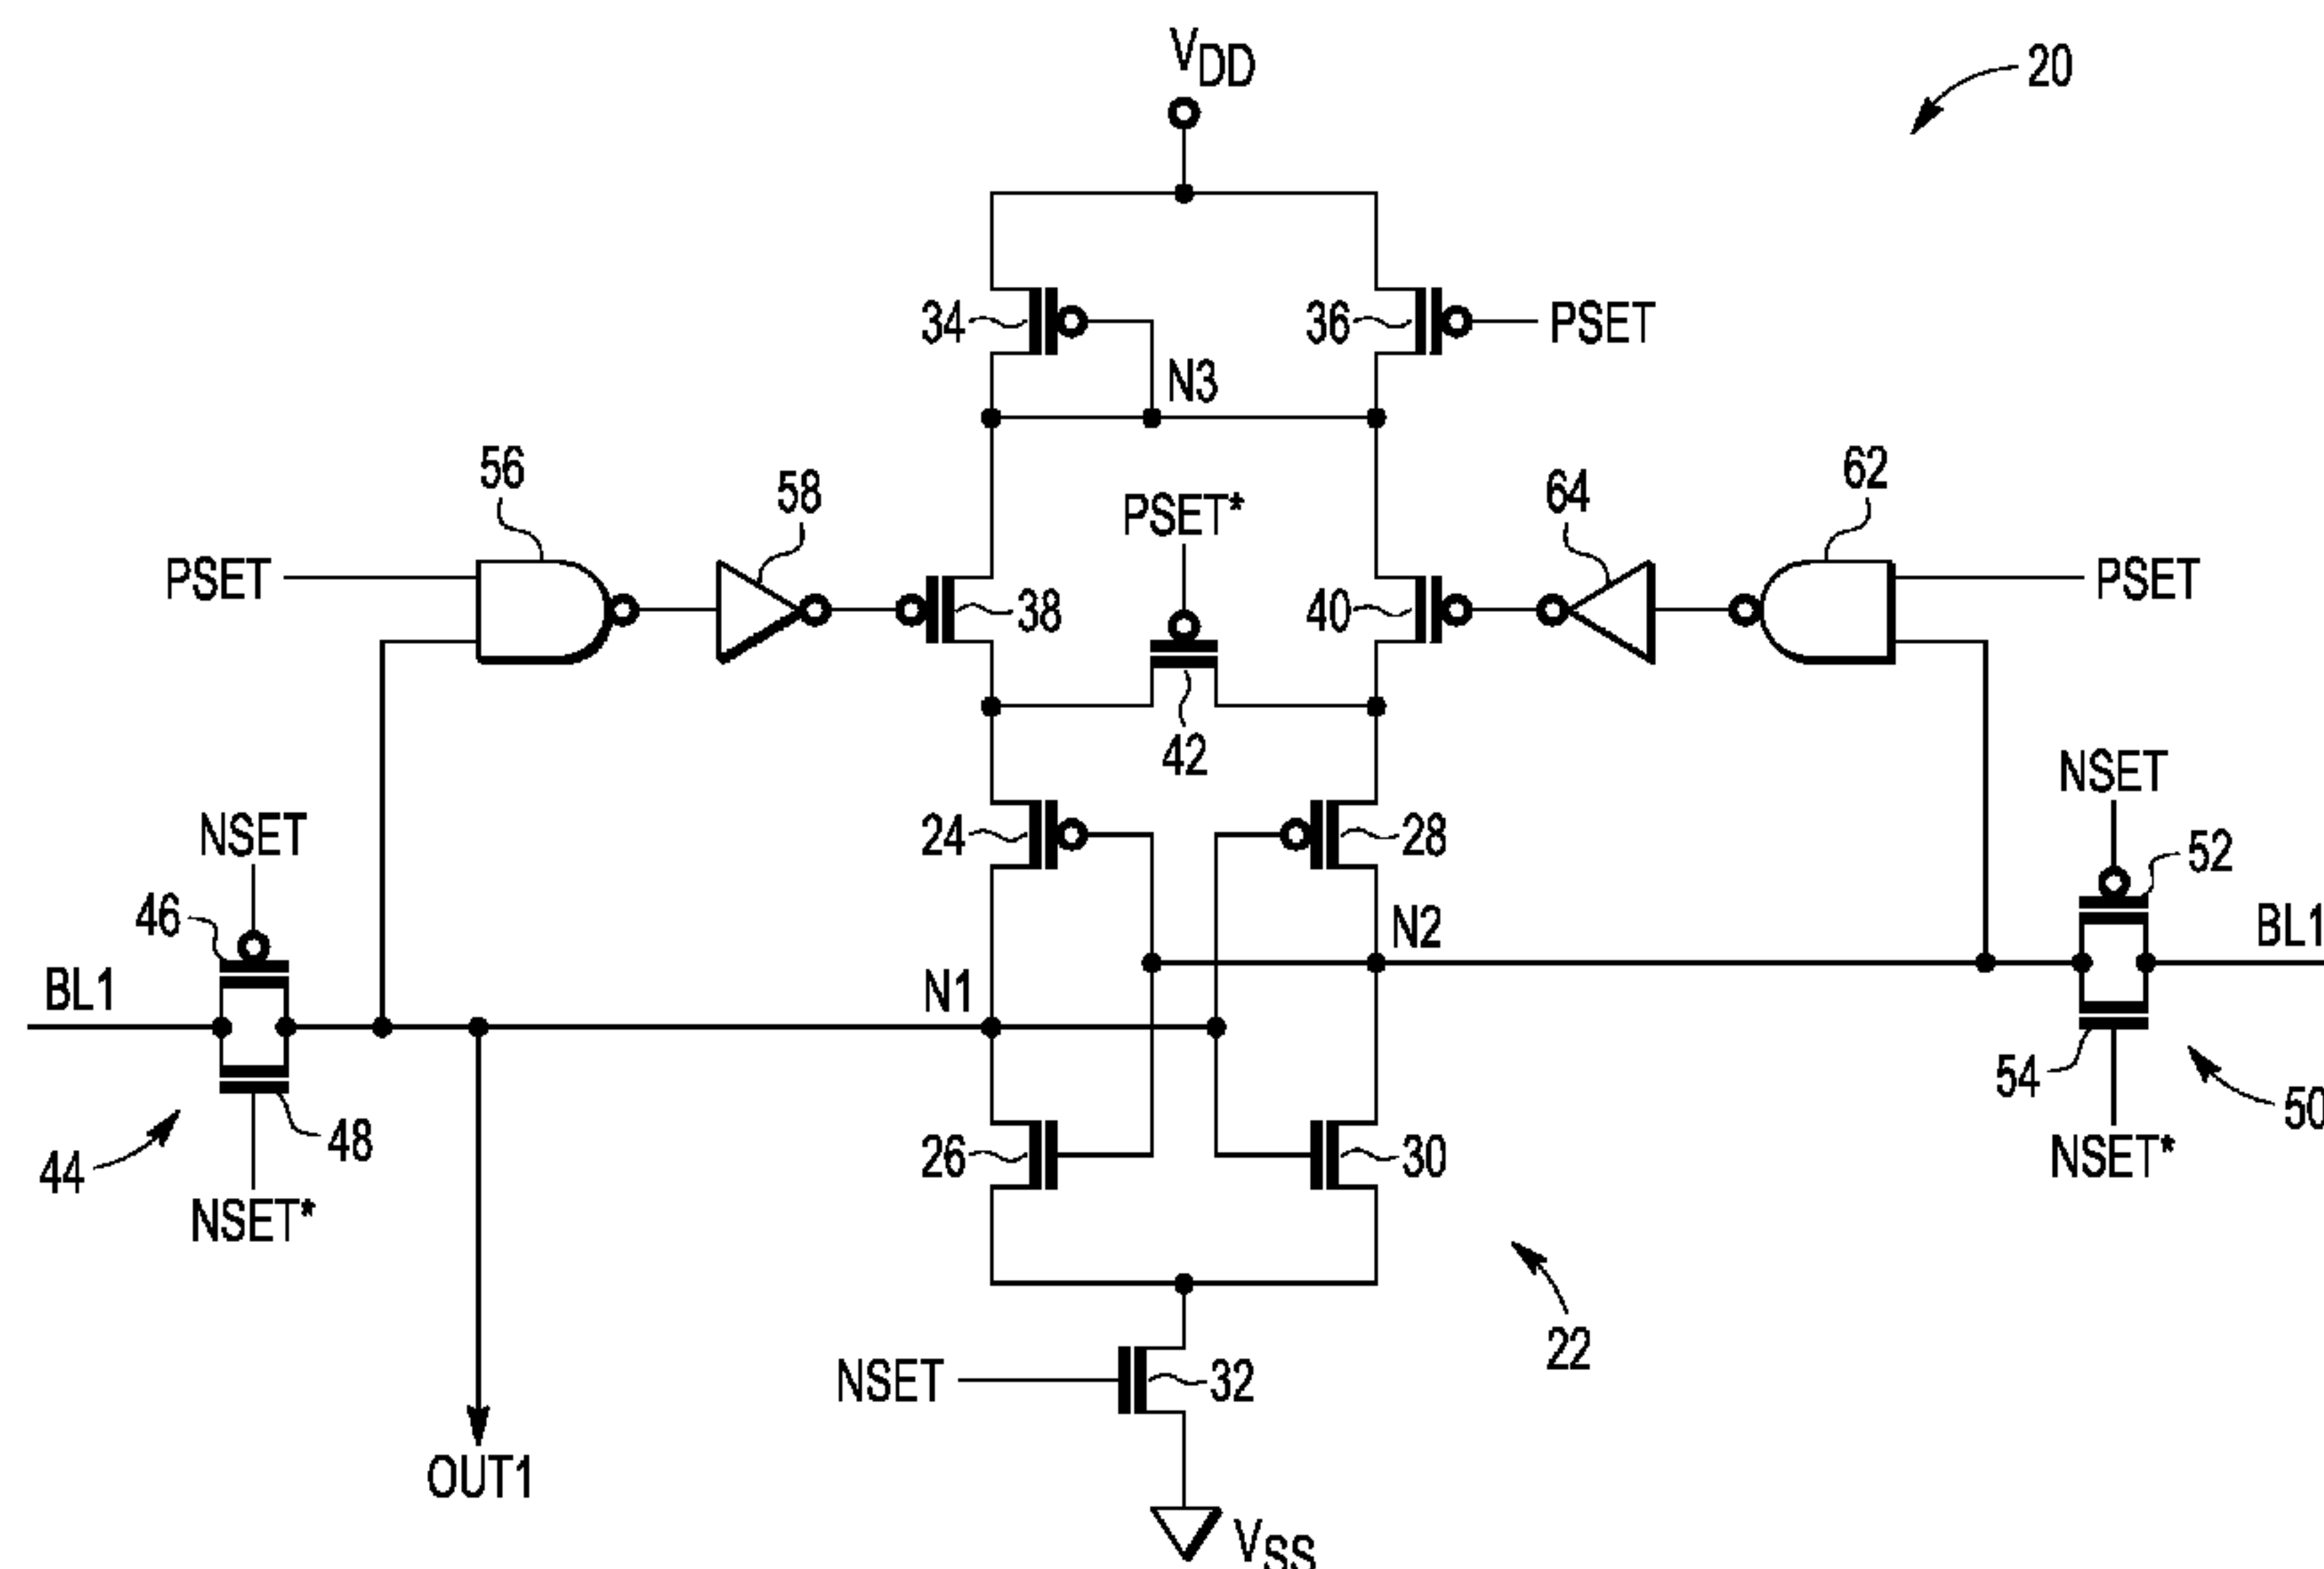 VDD
20
34
36
PSET
N3
56
58
PSET*
64
62
PSET
38
40
PSET
42
NSET
24
28
NSET
46
52
N2
BL1
BL1
N1
54
44
48
26
30
50
NSET*
NSET*
22
NSET
32
OUT1
VSS